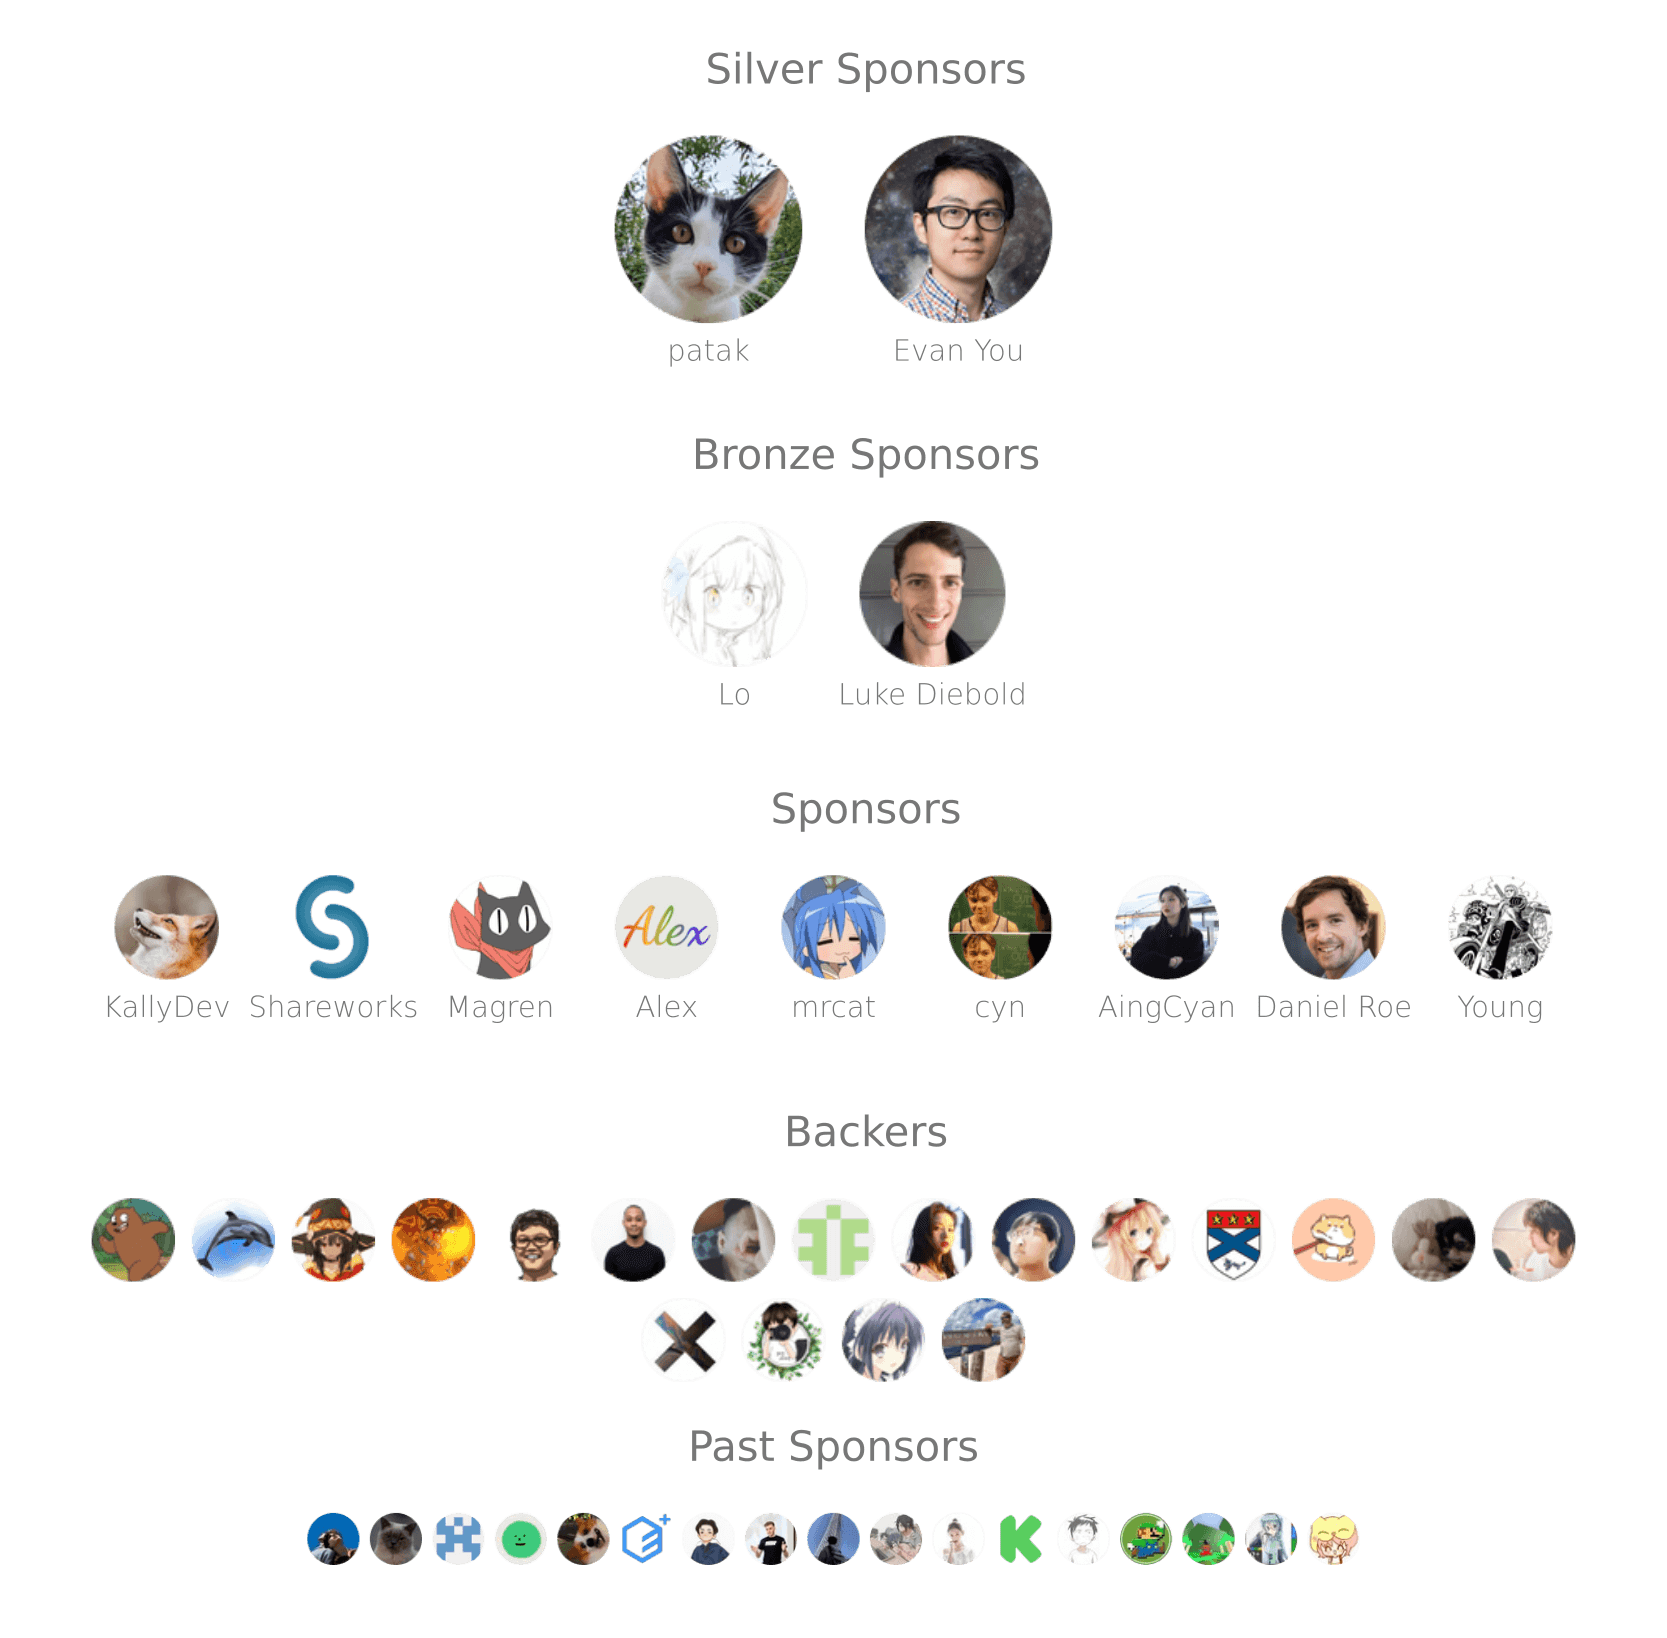 Silver Sponsors
patak
Evan You
Bronze Sponsors
Lo
Luke Diebold
Sponsors
Alex
KallyDev
Shareworks
Magren
Alex
mrcat
cyn
AingCyan
Daniel Roe
Young
Backers
Past Sponsors